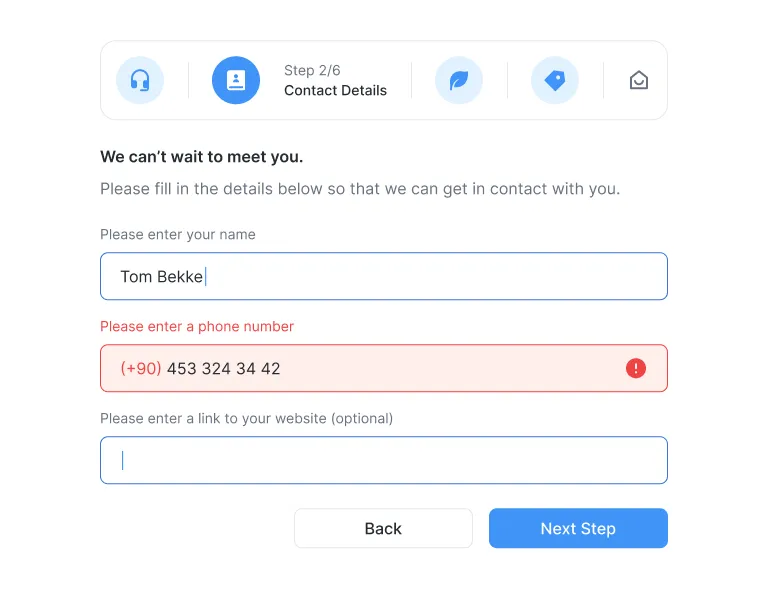 Step 2/6
Contact Details
We can’t wait to meet you.
Please fill in the details below so that we can get in contact with you.
Please enter your name
Tom Bekke
Please enter a phone number
(+90) 453 324 34 42
Please enter a link to your website (optional)
Back
Next Step